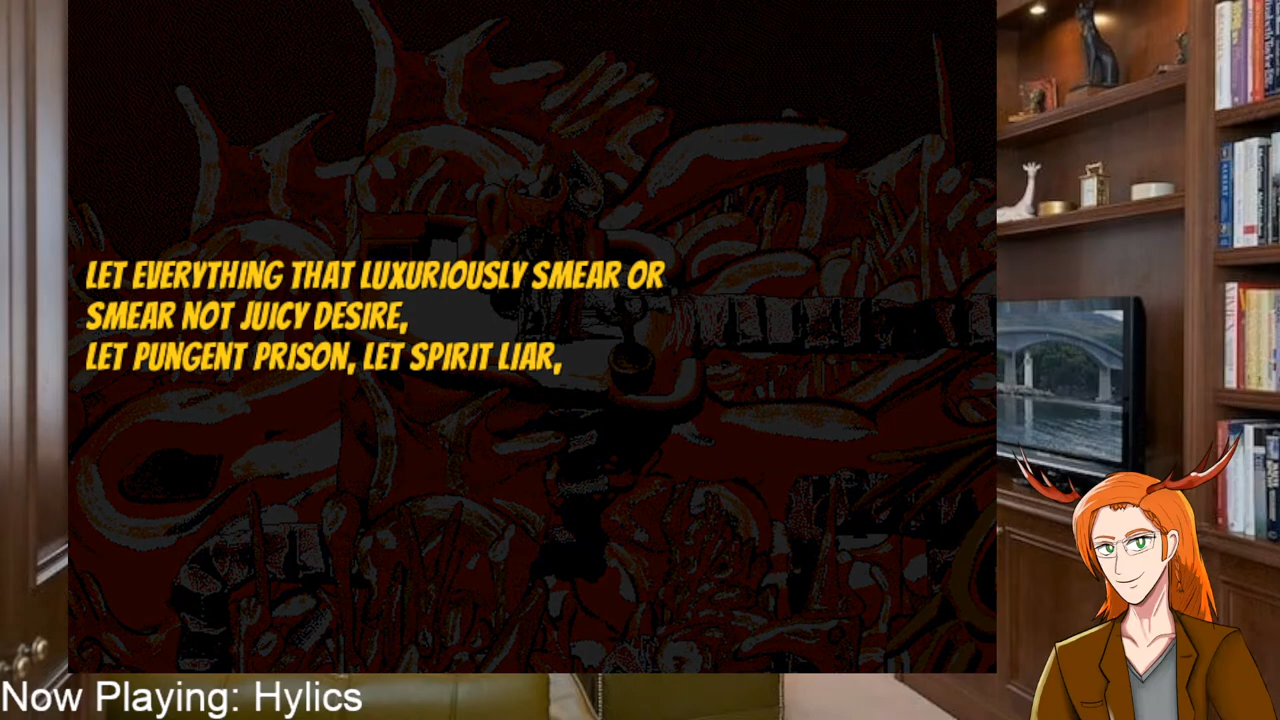 LET EVERYTHING THAT LUXURIOUSLY SMEAR OR
SMEAR NOT JUICY DESIRE,
LET PUNGENT PRISON, LET SPIRIT LIAR,
Now Playing: Hylics